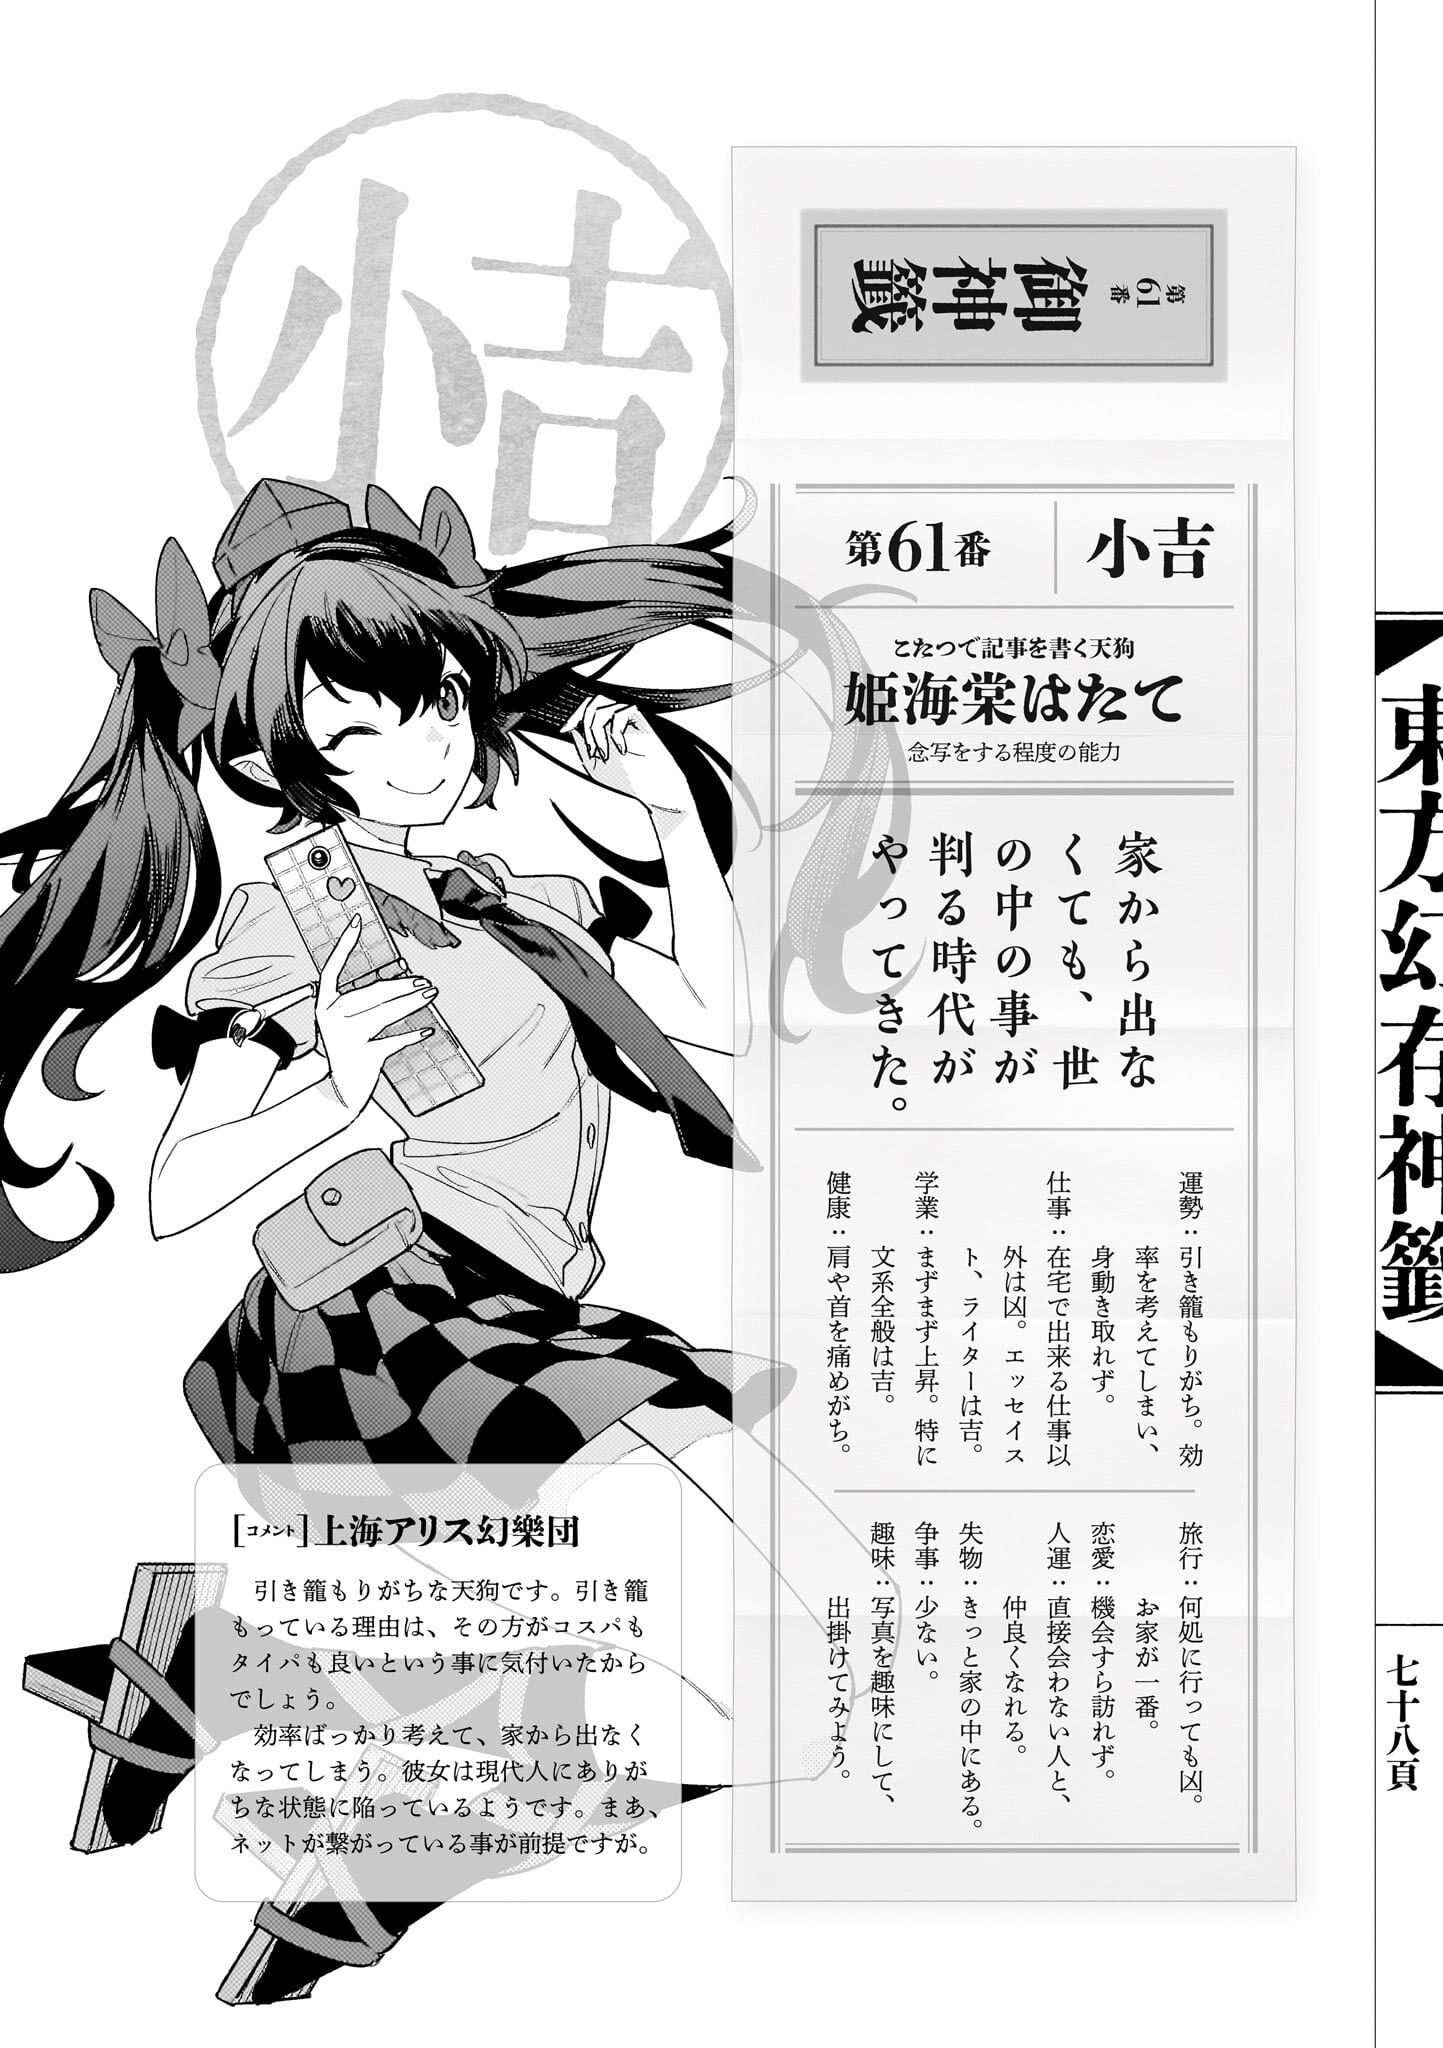 小吉
御神籤
第61番
小吉
第61番
こたつで記事を書く天狗
姫海棠はたて
念写をする程度の能力
家から出な
くても、世
の中の事が
判る時代が
やってきた。
運勢：引き籠もりがち。効
率を考えてしまい、
身動き取れず。
仕事：在宅で出来る仕事以
外は凶。エッセイス
ト、ライターは吉。
学業：まずまず上昇。特に
文系全般は吉。
健康：肩や首を痛めがち。
旅行：何処に行っても凶。
お家が一番。
恋愛：機会すら訪れず。
人運：直接会わない人と、
仲良くなれる。
失物：きっと家の中にある。
争事：少ない。
趣味：写真を趣味にして、
出掛けてみよう。
［コメント］上海アリス幻樂団
引き籠もりがちな天狗です。引き籠
もっている理由は、その方がコスパも
タイパも良いという事に気付いたから
でしょう。
効率ばっかり考えて、家から出なく
なってしまう。彼女は現代人にありが
ちな状態に陥っているようです。まあ、
ネットが繋がっている事が前提ですが。
東方幻存神籤
七十八頁